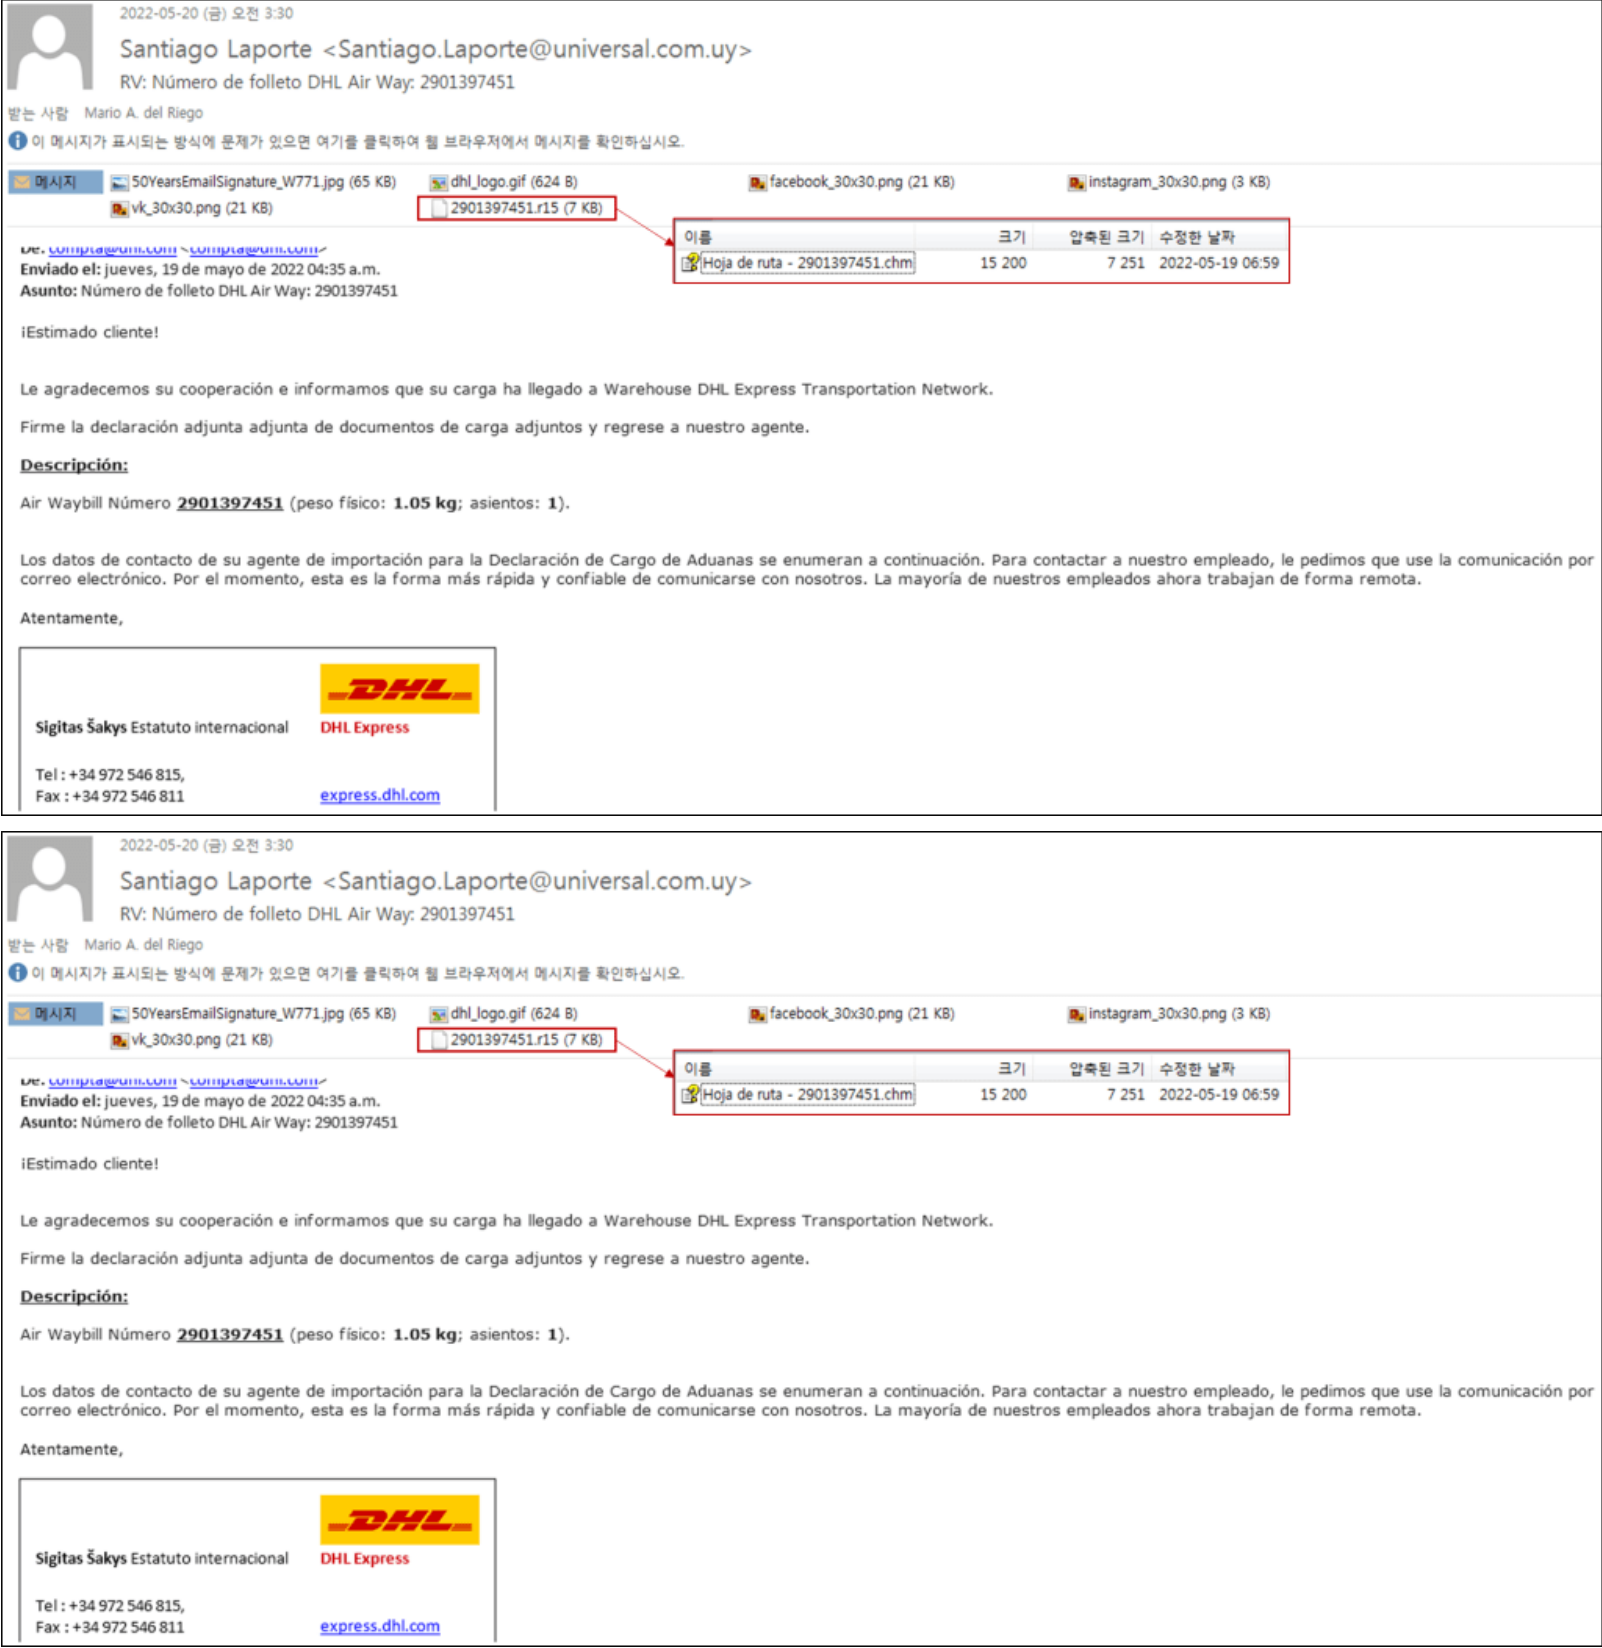 2022-05-20 (금) 오전 3:30
Santiago Laporte <Santiago.Laporte@universal.com.uy>
RV: Número de folleto DHL Air Way: 2901397451
받는 사람 Mario A. del Riego
이 메시지가 표시되는 방식에 문제가 있으면 여기를 클릭하여 웹 브라우저에서 메시지를 확인하십시오.
메시지 50YearsEmailSignature_W771.jpg (65 KB) dhl_logo.gif (624 B) facebook_30x30.png (21 KB) instagram_30x30.png (3 KB)
vk_30x30.png (21 KB) 2901397451.r15 (7 KB)
이름 크기 압축된 크기 수정한 날짜
Hoja de ruta - 2901397451.chm 15 200 7 251 2022-05-19 06:59
De: compta@dhl.com <compta@dhl.com>
Enviado el: jueves, 19 de mayo de 2022 04:35 a.m.
Asunto: Número de folleto DHL Air Way: 2901397451
¡Estimado cliente!
Le agradecemos su cooperación e informamos que su carga ha llegado a Warehouse DHL Express Transportation Network.
Firme la declaración adjunta adjunta de documentos de carga adjuntos y regrese a nuestro agente.
Descripción:
Air Waybill Número 2901397451 (peso físico: 1.05 kg; asientos: 1).
Los datos de contacto de su agente de importación para la Declaración de Cargo de Aduanas se enumeran a continuación. Para contactar a nuestro empleado, le pedimos que use la comunicación por
correo electrónico. Por el momento, esta es la forma más rápida y confiable de comunicarse con nosotros. La mayoría de nuestros empleados ahora trabajan de forma remota.
Atentamente,
DHL
Sigitas Šakys Estatuto internacional DHL Express
Tel : +34 972 546 815,
Fax : +34 972 546 811 express.dhl.com
2022-05-20 (금) 오전 3:30
Santiago Laporte <Santiago.Laporte@universal.com.uy>
RV: Número de folleto DHL Air Way: 2901397451
받는 사람 Mario A. del Riego
이 메시지가 표시되는 방식에 문제가 있으면 여기를 클릭하여 웹 브라우저에서 메시지를 확인하십시오.
메시지 50YearsEmailSignature_W771.jpg (65 KB) dhl_logo.gif (624 B) facebook_30x30.png (21 KB) instagram_30x30.png (3 KB)
vk_30x30.png (21 KB) 2901397451.r15 (7 KB)
이름 크기 압축된 크기 수정한 날짜
Hoja de ruta - 2901397451.chm 15 200 7 251 2022-05-19 06:59
De: compta@dhl.com <compta@dhl.com>
Enviado el: jueves, 19 de mayo de 2022 04:35 a.m.
Asunto: Número de folleto DHL Air Way: 2901397451
¡Estimado cliente!
Le agradecemos su cooperación e informamos que su carga ha llegado a Warehouse DHL Express Transportation Network.
Firme la declaración adjunta adjunta de documentos de carga adjuntos y regrese a nuestro agente.
Descripción:
Air Waybill Número 2901397451 (peso físico: 1.05 kg; asientos: 1).
Los datos de contacto de su agente de importación para la Declaración de Cargo de Aduanas se enumeran a continuación. Para contactar a nuestro empleado, le pedimos que use la comunicación por
correo electrónico. Por el momento, esta es la forma más rápida y confiable de comunicarse con nosotros. La mayoría de nuestros empleados ahora trabajan de forma remota.
Atentamente,
DHL
Sigitas Šakys Estatuto internacional DHL Express
Tel : +34 972 546 815,
Fax : +34 972 546 811 express.dhl.com